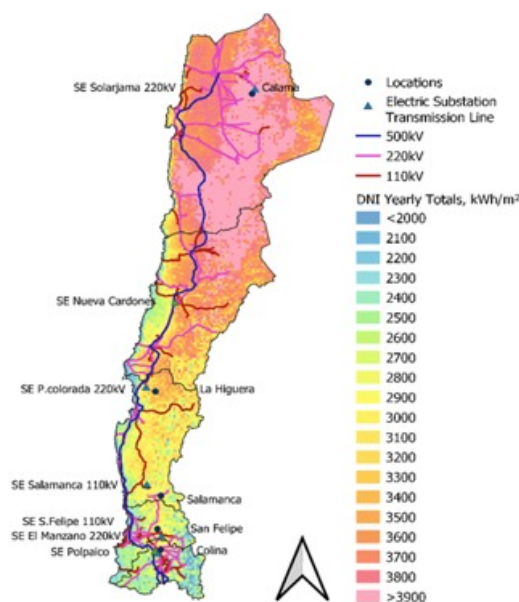 SE Solarjama 220kV
Calama
SE Nueva Cardones
SE P.colorada 220kV
La Higuera
SE Salamanca 110kV
Salamanca
SE S.Felipe 110kV
San Felipe
SE El Manzano 220kV
SE Polpaico
Colina
Locations
Electric Substation
Transmission Line
500kV
220kV
110kV
DNI Yearly Totals, kWh/m²
<2000
2100
2200
2300
2400
2500
2600
2700
2800
2900
3000
3100
3200
3300
3400
3500
3600
3700
3800
>3900